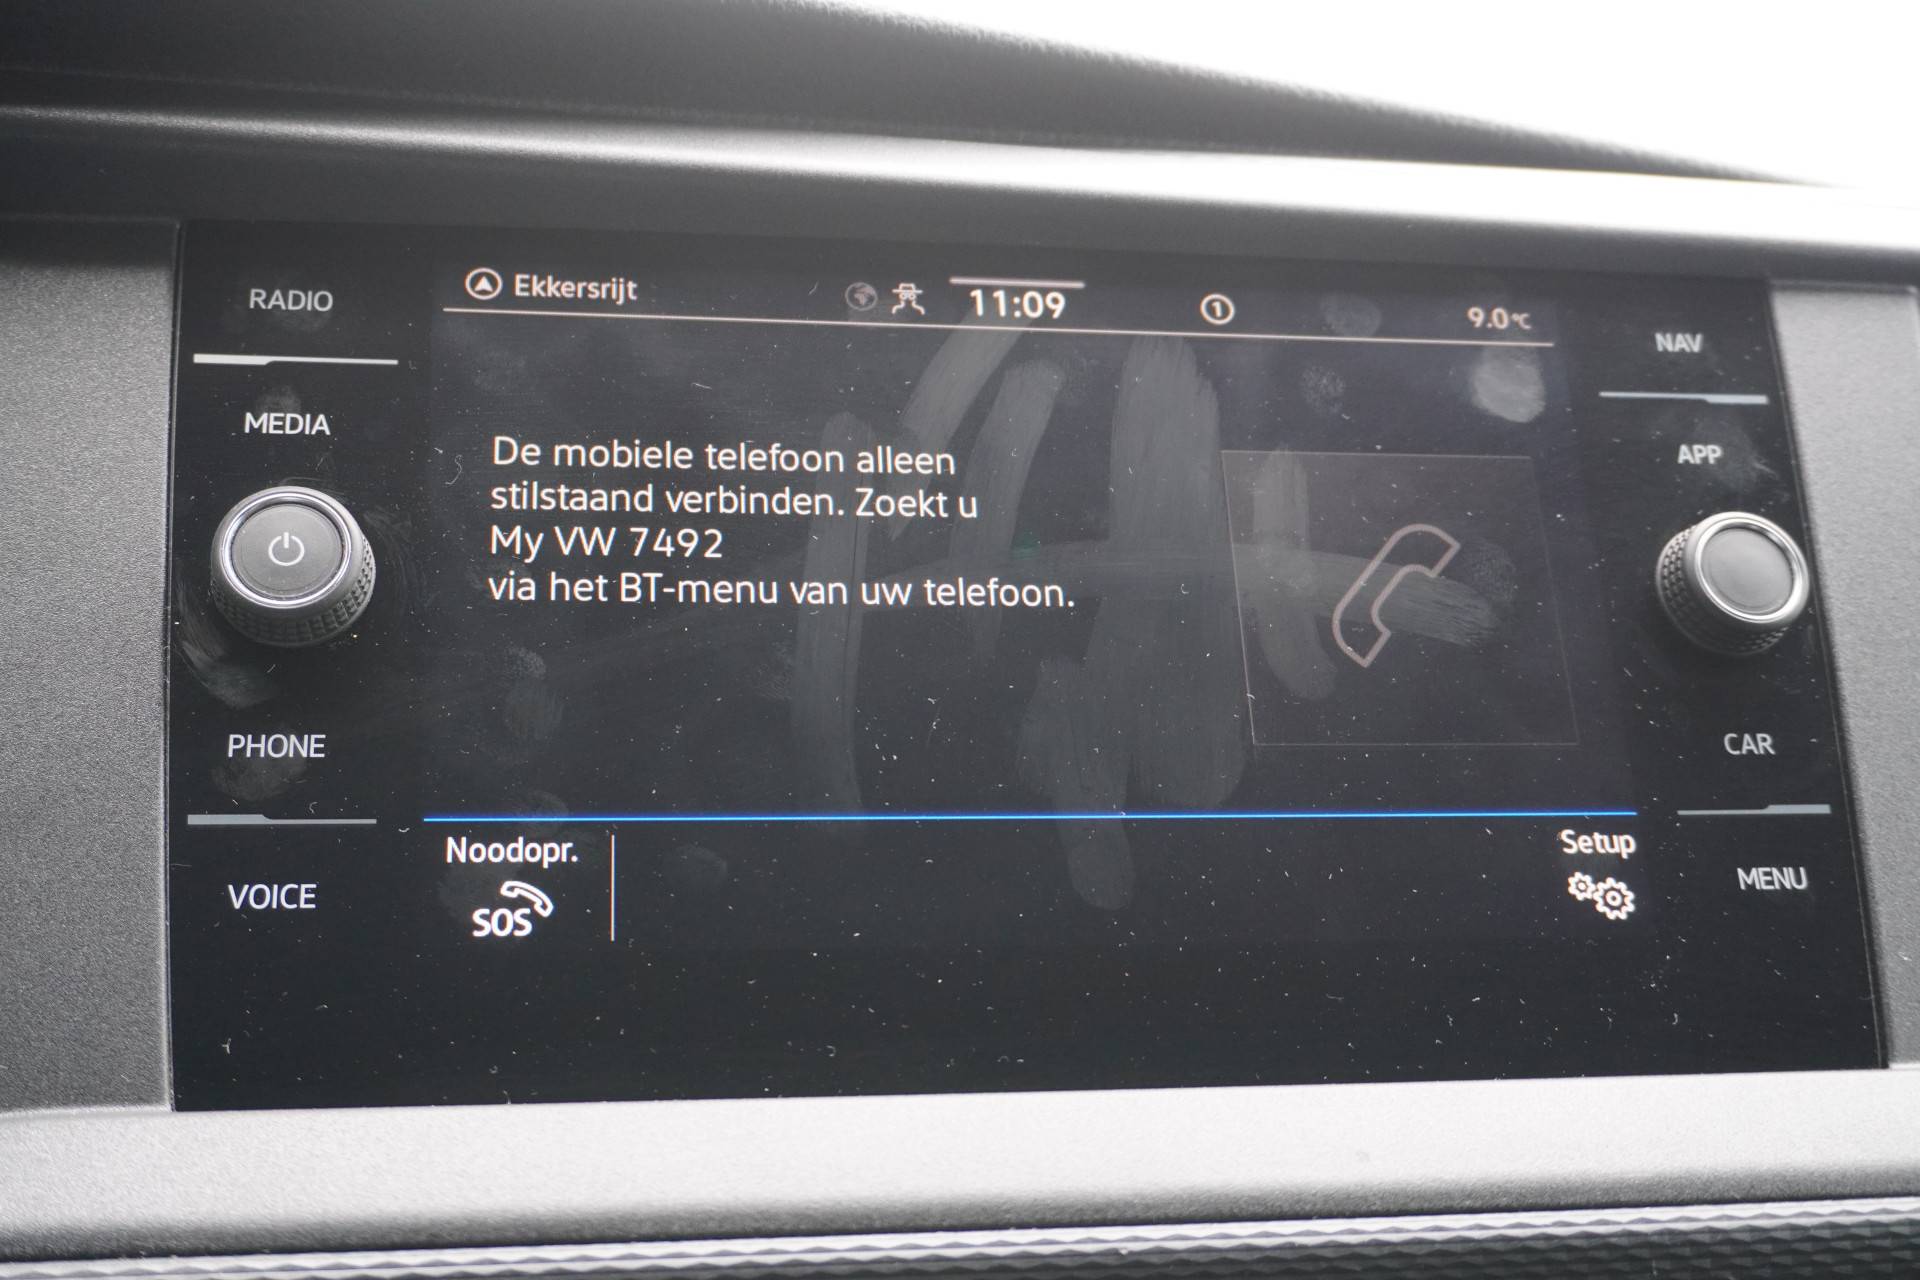 RADIO
MEDIA
PHONE
VOICE
Ekkersrijt
11:09
1
9.0°C
De mobiele telefoon alleen
stilstaand verbinden. Zoekt u
My VW 7492
via het BT-menu van uw telefoon.
Noodopr.
SOS
Setup
NAV
APP
CAR
MENU